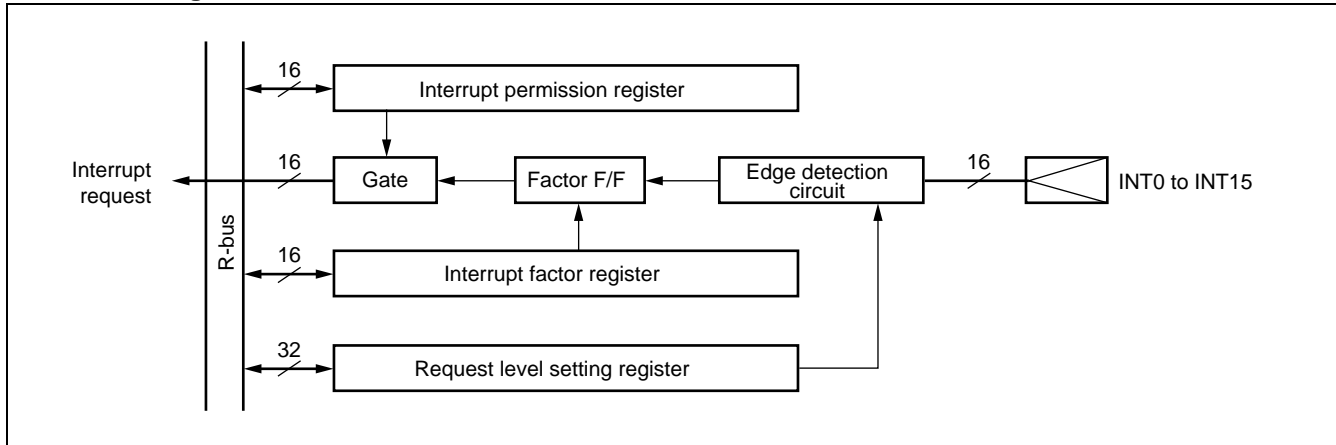 16
Interrupt permission register
Interrupt
request
16
Gate
Factor F/F
Edge detection
circuit
16
INT0 to INT15
R-bus
16
Interrupt factor register
32
Request level setting register